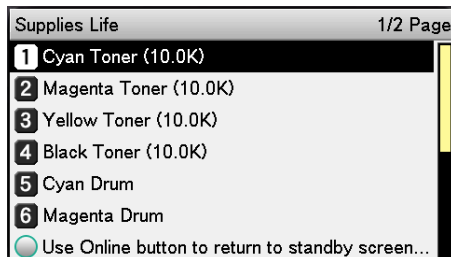 Supplies Life 1/2 Page
1 Cyan Toner (10.0K)
2 Magenta Toner (10.0K)
3 Yellow Toner (10.0K)
4 Black Toner (10.0K)
5 Cyan Drum
6 Magenta Drum
Use Online button to return to standby screen...